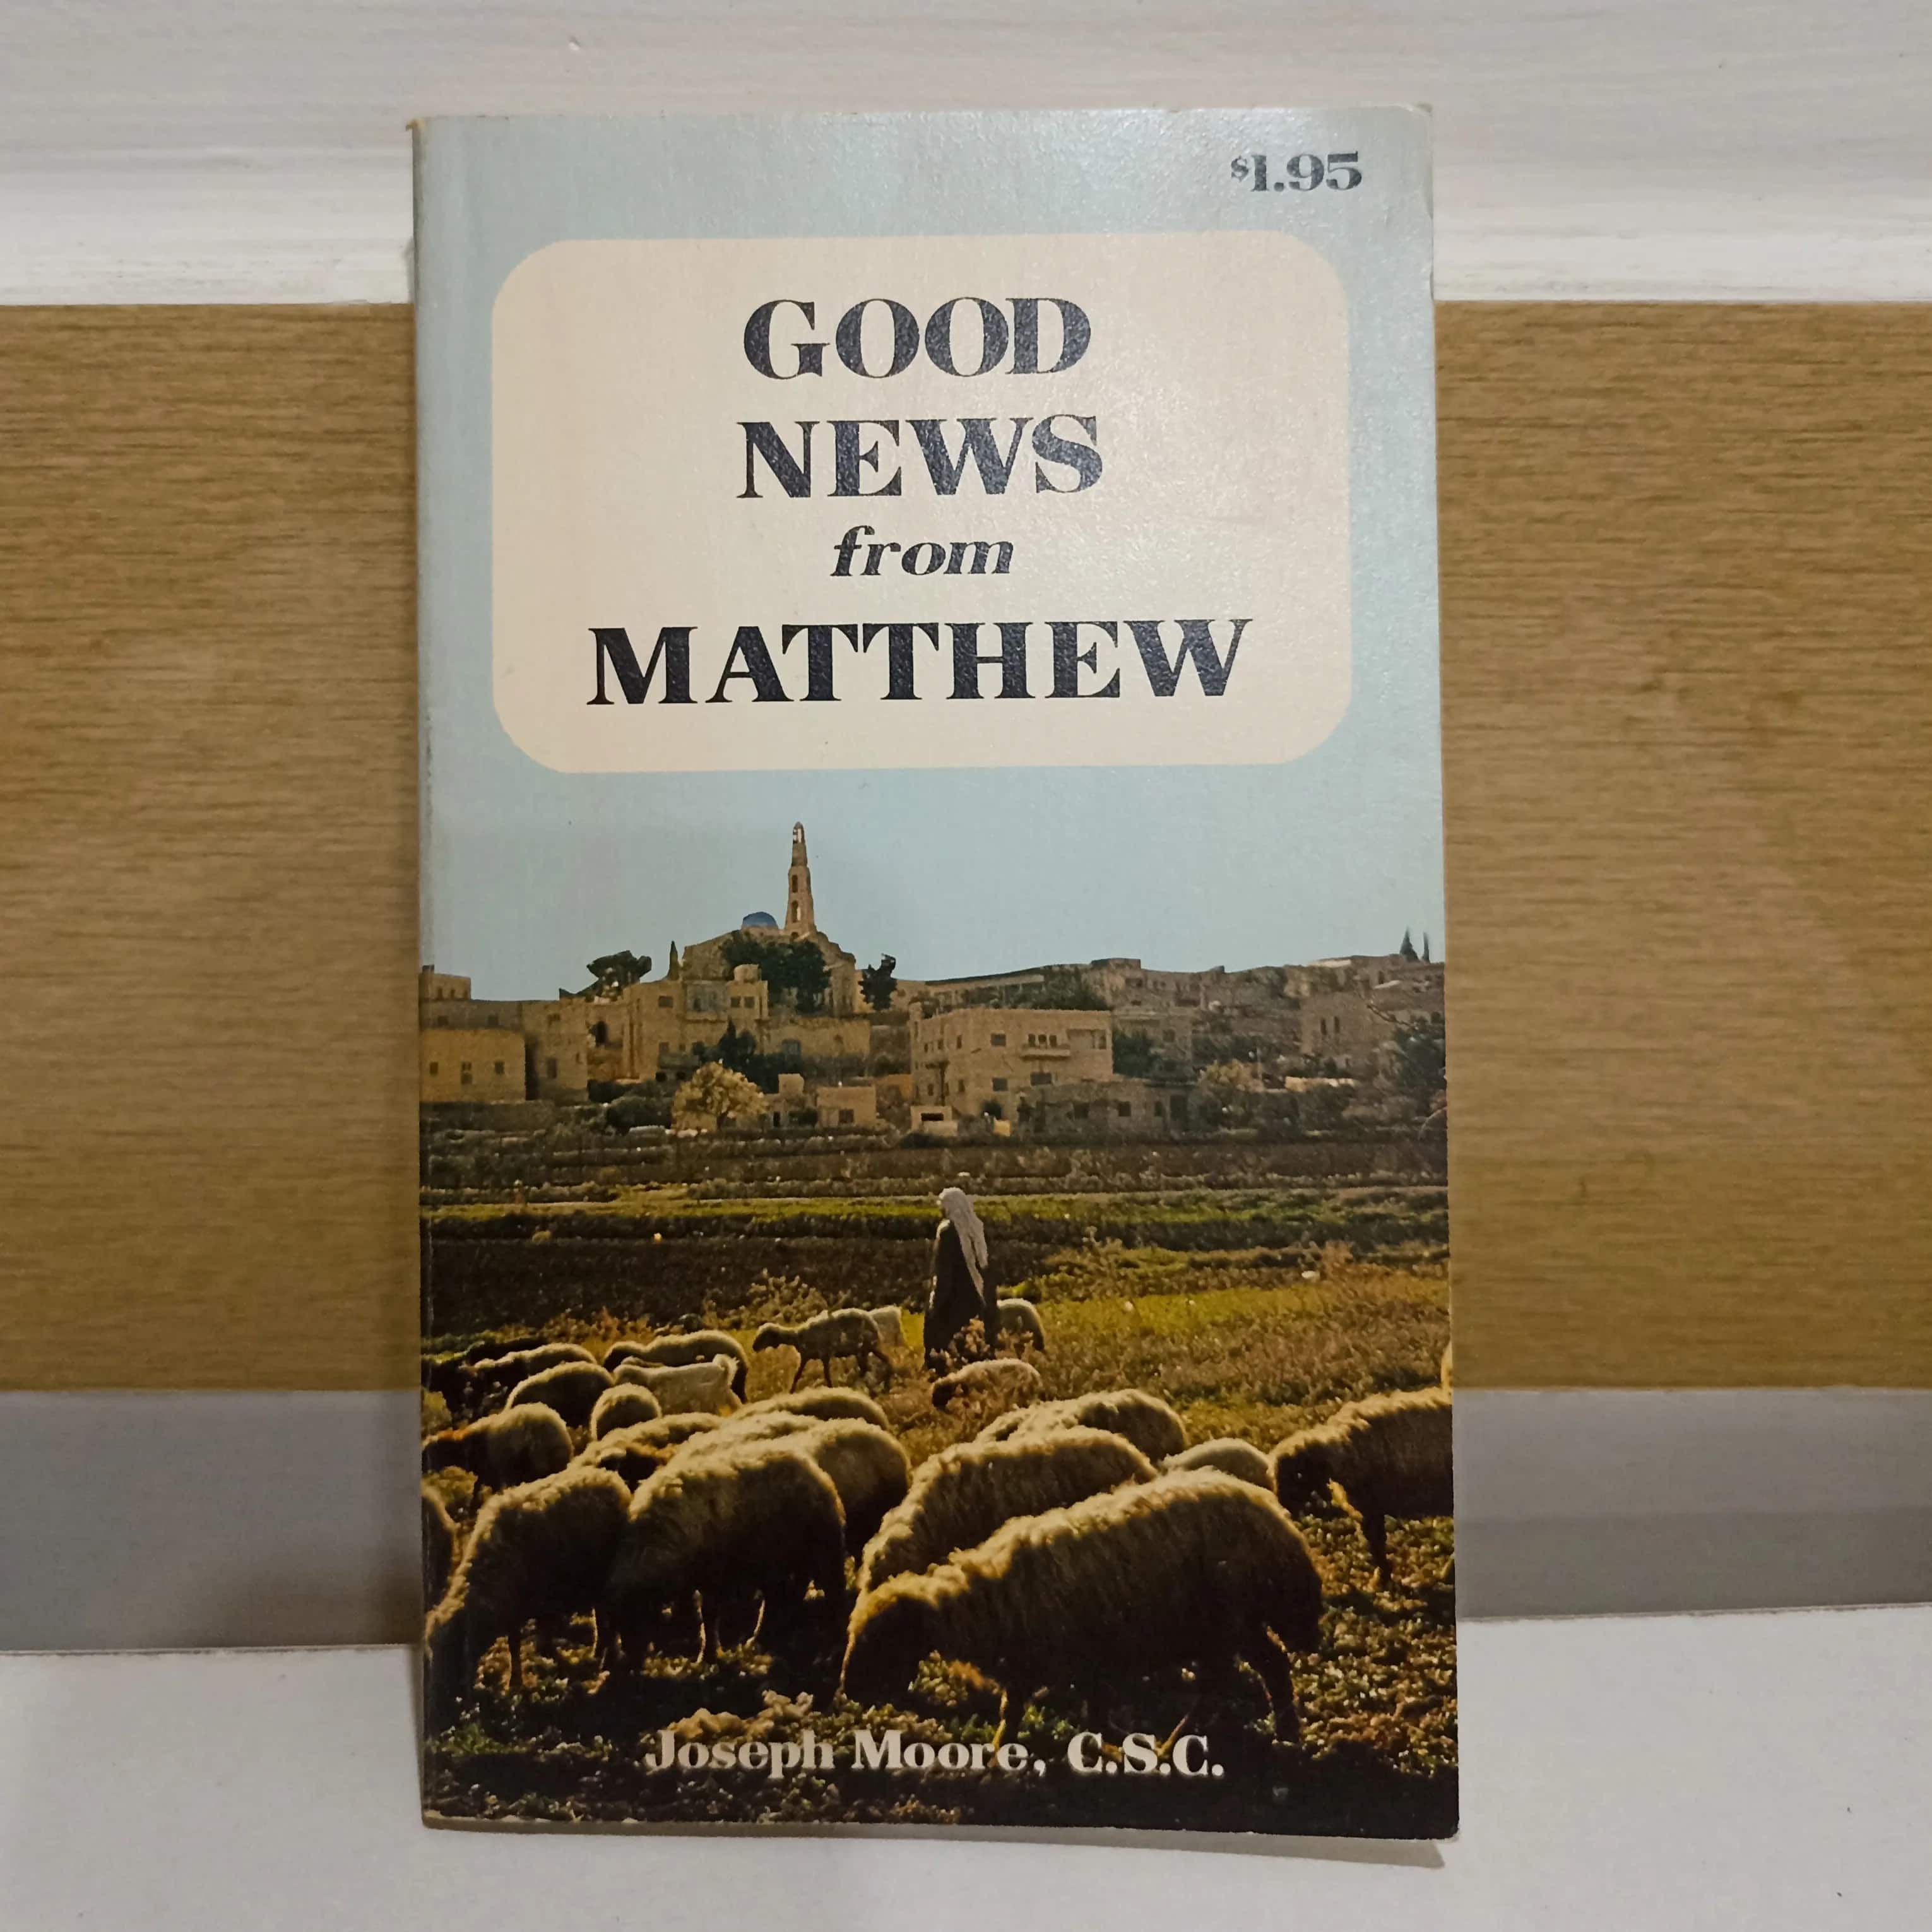 $1.95
GOOD
NEWS
from
MATTHEW
Joseph Moore, C.S.C.